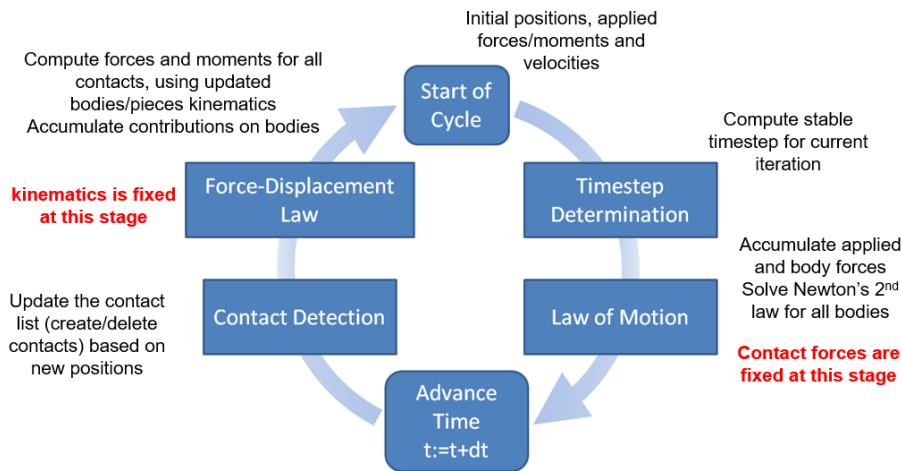 Initial positions, applied
forces/moments and
velocities
Start of
Cycle
Compute stable
timestep for current
iteration
Timestep
Determination
Accumulate applied
and body forces
Solve Newton's 2nd
law for all bodies
Contact forces are
fixed at this stage
Law of Motion
Advance
Time
t:=t+dt
Contact Detection
Update the contact
list (create/delete
contacts) based on
new positions
Force-Displacement
Law
kinematics is fixed
at this stage
Compute forces and moments for all
contacts, using updated
bodies/pieces kinematics
Accumulate contributions on bodies